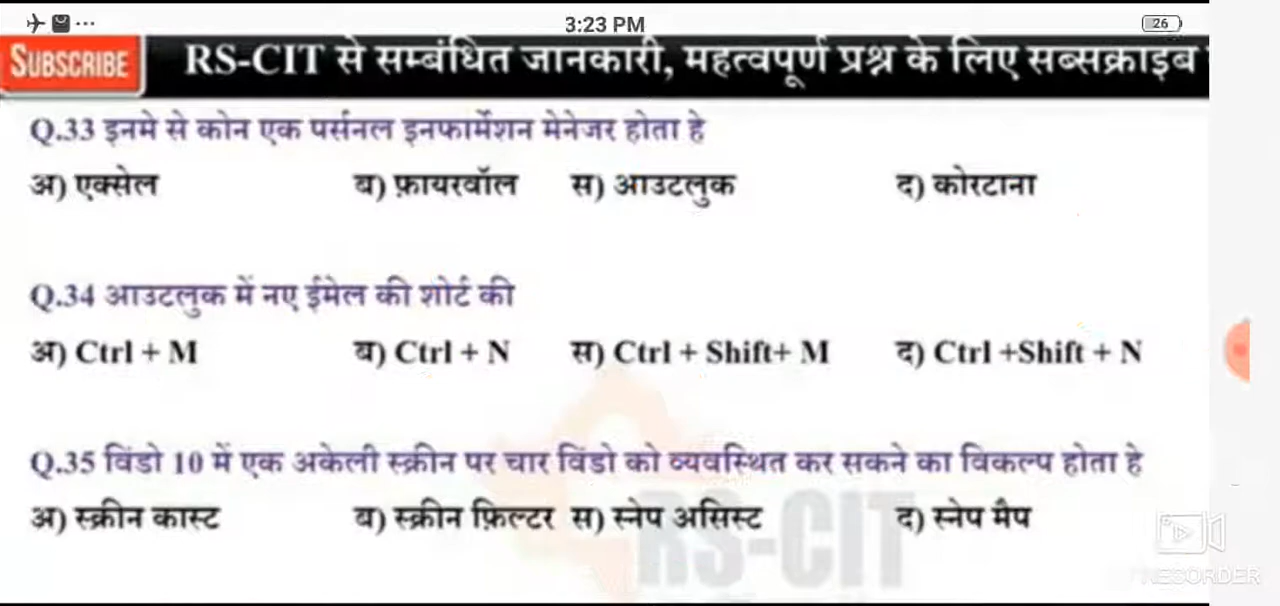 3:23 PM
26
SUBSCRIBE RS-CIT से सम्बंधित जानकारी, महत्वपूर्ण प्रश्न के लिए सब्सक्राइब
Q.33 इनमे से कोन एक पर्सनल इनफार्मेशन मेनेजर होता हे
अ) एक्सेल ब) फ़ायरवॉल स) आउटलुक द) कोरटाना
Q.34 आउटलुक में नए ईमेल की शोर्ट की
अ) Ctrl + M ब) Ctrl + N स) Ctrl + Shift+ M द) Ctrl +Shift + N
Q.35 विंडो 10 में एक अकेली स्क्रीन पर चार विंडो को व्यवस्थित कर सकने का विकल्प होता हे
अ) स्क्रीन कास्ट ब) स्क्रीन फ़िल्टर स) स्नेप असिस्ट द) स्नेप मैप
RS-CIT